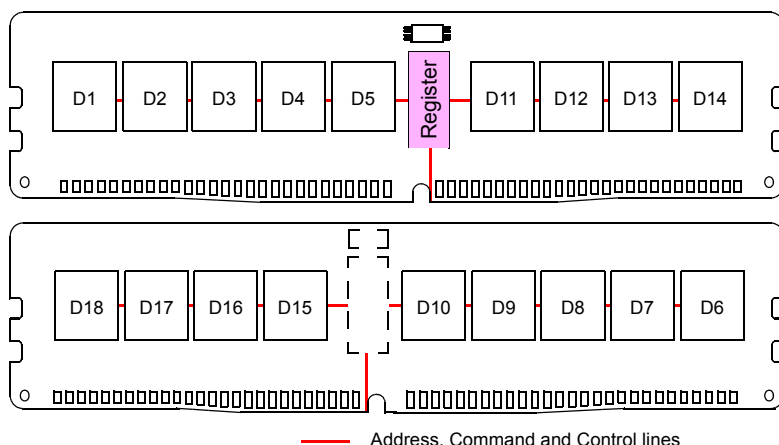 D1 D2 D3 D4 D5 Register D11 D12 D13 D14
D18 D17 D16 D15 D10 D9 D8 D7 D6
Address, Command and Control lines